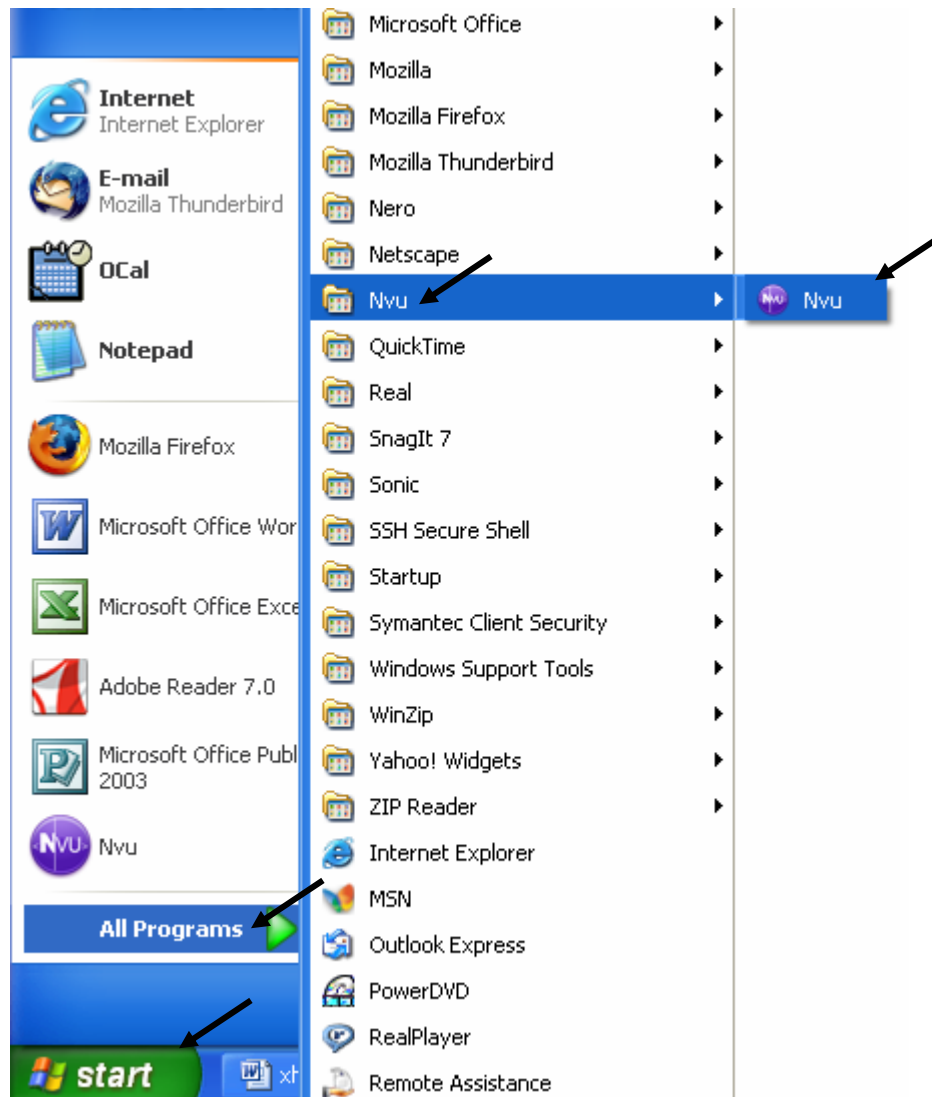 Internet
Internet Explorer
E-mail
Mozilla Thunderbird
OCal
Notepad
Mozilla Firefox
Microsoft Office Wor
Microsoft Office Exce
Adobe Reader 7.0
Microsoft Office Publ
2003
NVU Nvu
All Programs
start
xh
Microsoft Office
Mozilla
Mozilla Firefox
Mozilla Thunderbird
Nero
Netscape
Nvu
QuickTime
Real
SnagIt 7
Sonic
SSH Secure Shell
Startup
Symantec Client Security
Windows Support Tools
WinZip
Yahoo! Widgets
ZIP Reader
Internet Explorer
MSN
Outlook Express
PowerDVD
RealPlayer
Remote Assistance
Nvu